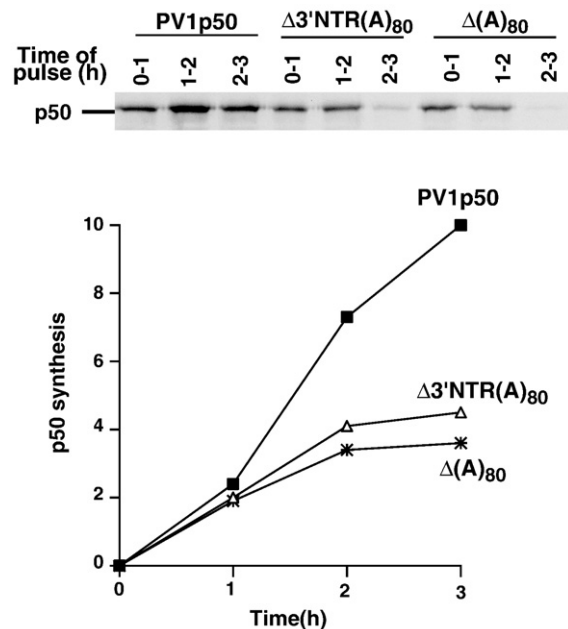 PV1p50 Δ3'NTR(A)80 Δ(A)80
Time of pulse (h) 0-1 1-2 2-3 0-1 1-2 2-3 0-1 1-2 2-3
p50
PV1p50
10
8
6
4
2
0
p50 synthesis
Δ3'NTR(A)80
Δ(A)80
0 1 2 3
Time(h)